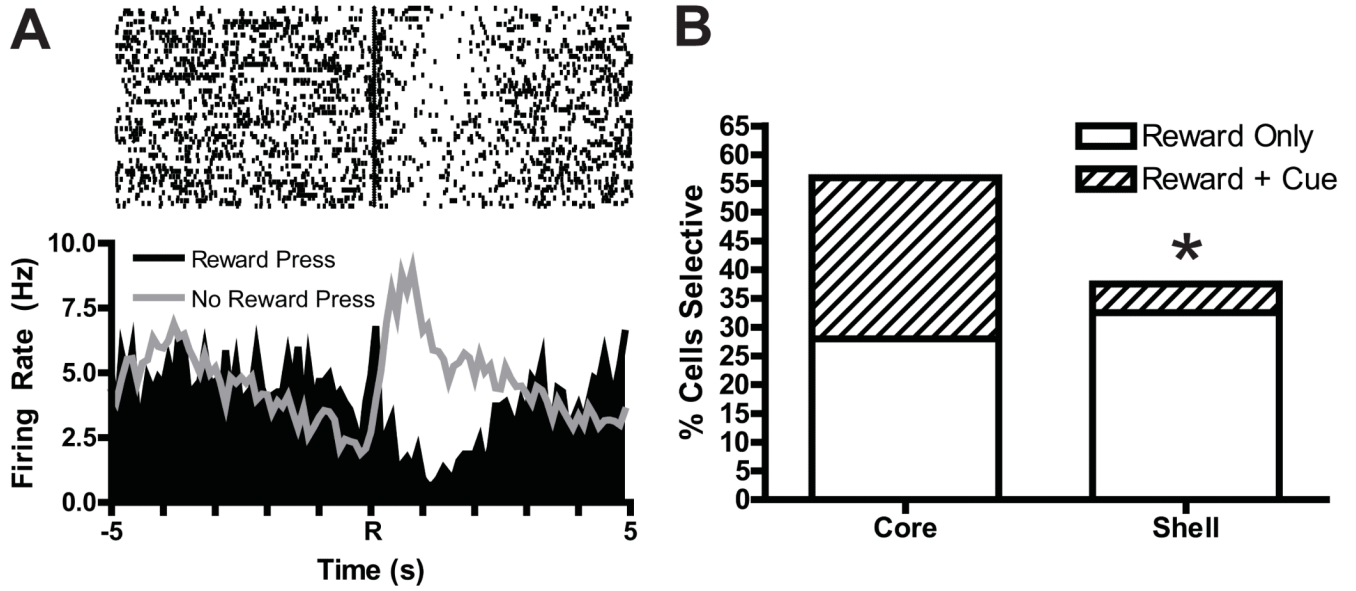 A
Reward Press
No Reward Press
10.0
7.5
5.0
2.5
0.0
Firing Rate (Hz)
-5
R
5
Time (s)
B
Reward Only
Reward + Cue
*
65
60
55
50
45
40
35
30
25
20
15
10
5
0
% Cells Selective
Core
Shell